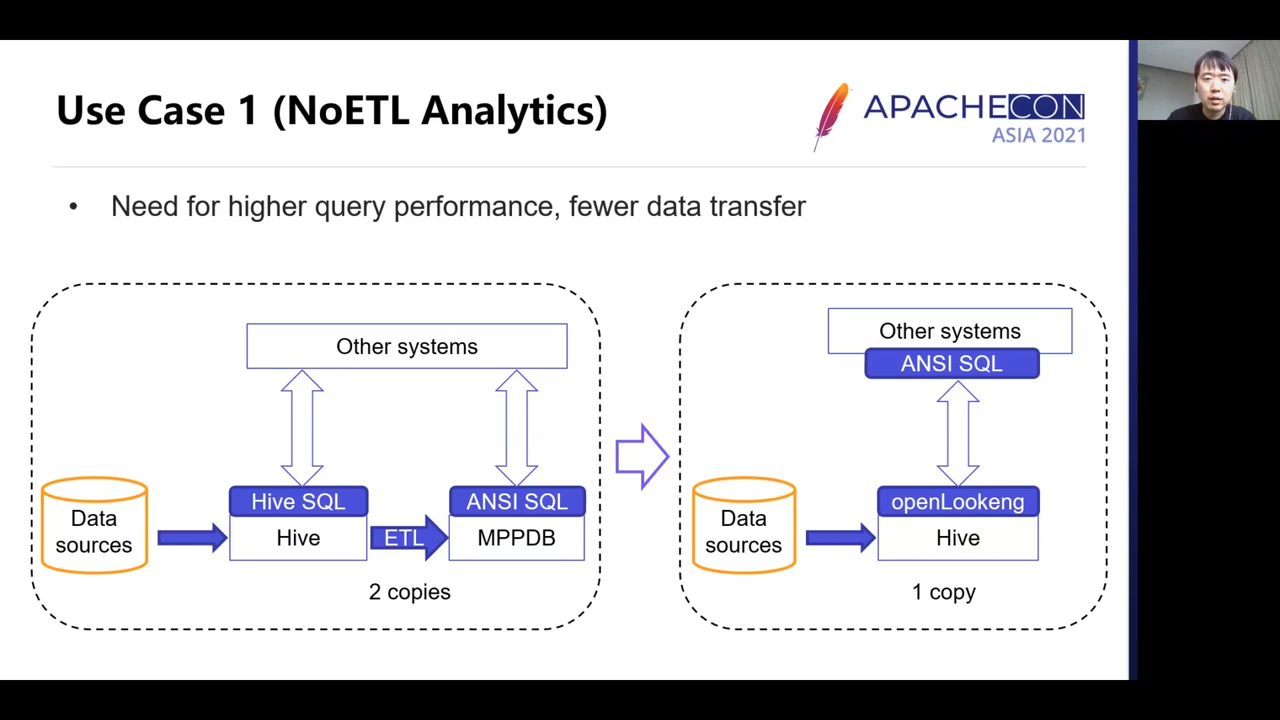 Use Case 1 (NoETL Analytics)
APACHECON
ASIA 2021
• Need for higher query performance, fewer data transfer
Other systems
Hive SQL
ANSI SQL
Data
sources
Hive
ETL
MPPDB
2 copies
Other systems
ANSI SQL
openLookeng
Data
sources
Hive
1 copy